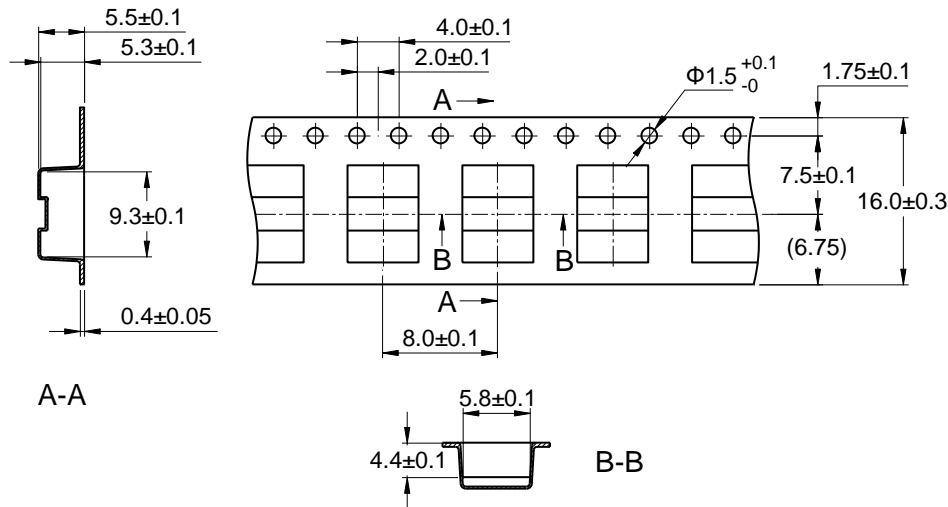 5.5±0.1
5.3±0.1
4.0±0.1
2.0±0.1
A
Φ1.5 +0.1 -0
1.75±0.1
7.5±0.1
16.0±0.3
9.3±0.1
B
B
(6.75)
A
0.4±0.05
8.0±0.1
A-A
5.8±0.1
4.4±0.1
B-B